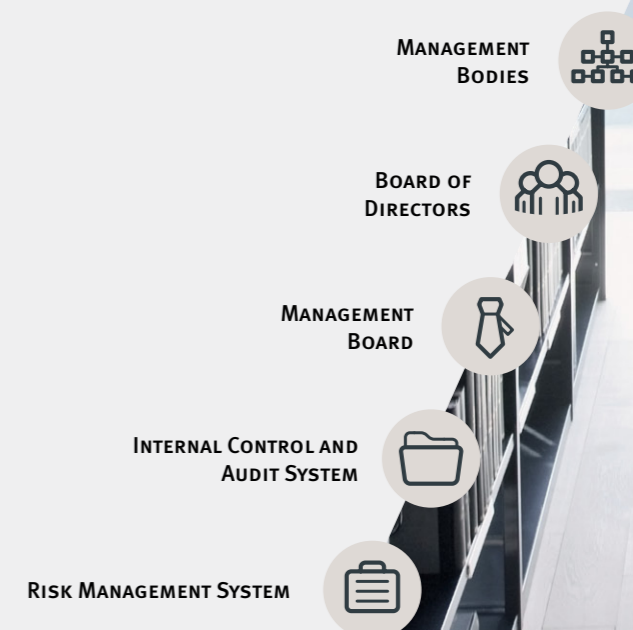 Management
Bodies
Board of
Directors
Management
Board
Internal Control and
Audit System
Risk Management System